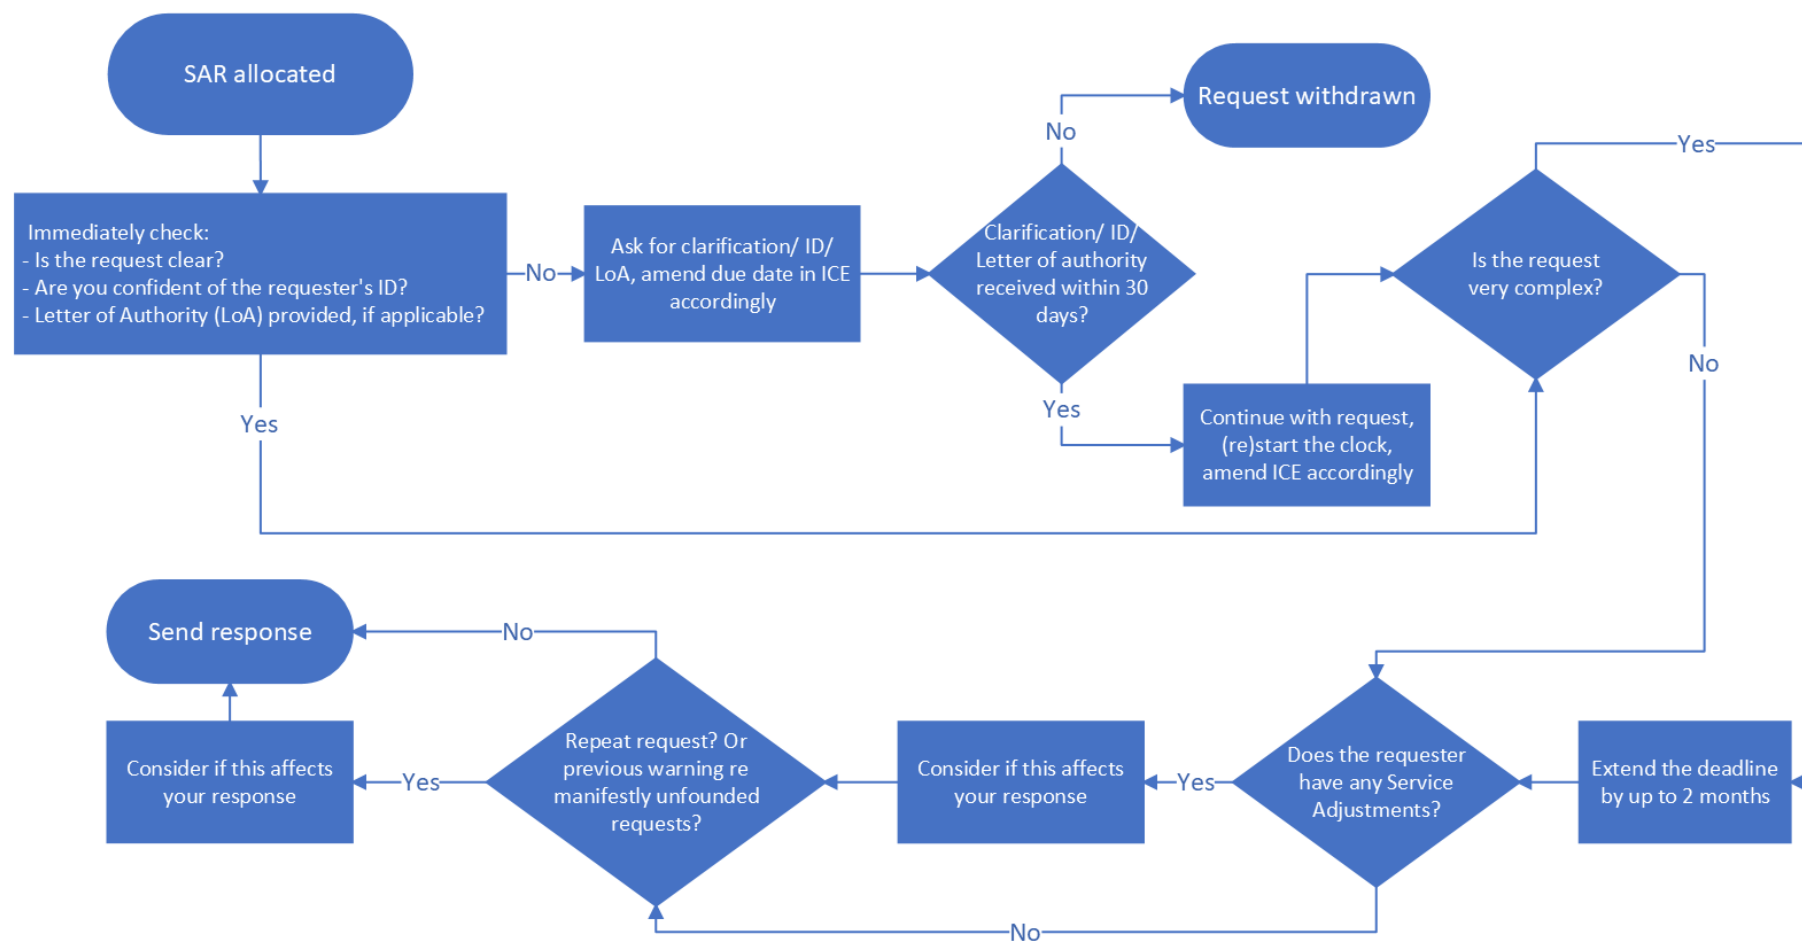 SAR allocated
Immediately check:
- Is the request clear?
- Are you confident of the requester's ID?
- Letter of Authority (LoA) provided, if applicable?
No
Yes
Ask for clarification/ ID/
LoA, amend due date in ICE
accordingly
Clarification/ ID/
Letter of authority
received within 30
days?
No
Request withdrawn
Yes
Continue with request,
(re)start the clock,
amend ICE accordingly
Is the request
very complex?
Yes
No
Extend the deadline
by up to 2 months
Does the requester
have any Service
Adjustments?
Yes
No
Consider if this affects
your response
Repeat request? Or
previous warning re
manifestly unfounded
requests?
Yes
No
Consider if this affects
your response
Send response